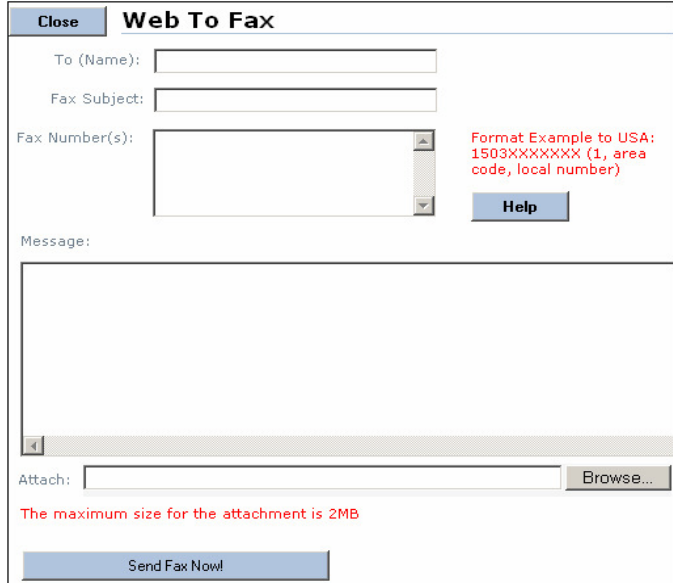 Close
Web To Fax
To (Name):
Fax Subject:
Fax Number(s):
Format Example to USA:
1503XXXXXXX (1, area
code, local number)
Help
Message:
Attach:
Browse...
The maximum size for the attachment is 2MB
Send Fax Now!